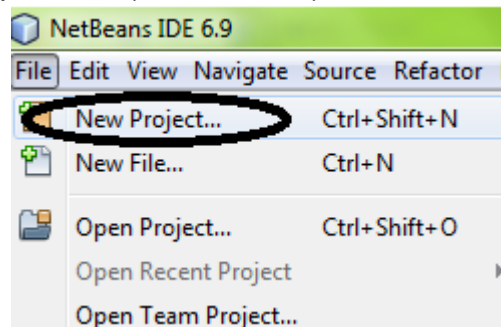 NetBeans IDE 6.9
File Edit View Navigate Source Refactor
New Project... Ctrl+Shift+N
New File... Ctrl+N
Open Project... Ctrl+Shift+O
Open Recent Project
Open Team Project...